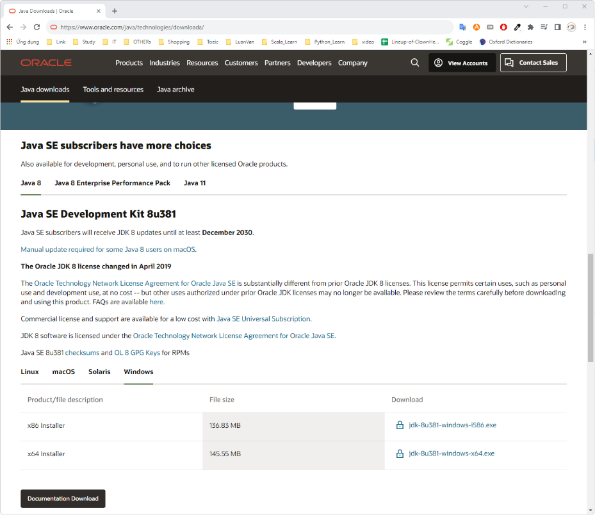 Java Downloads | Oracle
https://www.oracle.com/java/technologies/downloads/
Ứng dụng Link Study IT OTHERs Shopping Tools LuanVan Scala_Learn Python_Learn video Lineup-of-Clownfis... Coggle Oxford Dictionaries
ORACLE Products Industries Resources Customers Partners Developers Company View Accounts Contact Sales
Java downloads Tools and resources Java archive
Java SE subscribers have more choices
Also available for development, personal use, and to run other licensed Oracle products.
Java 8 Java 8 Enterprise Performance Pack Java 11
Java SE Development Kit 8u381
Java SE subscribers will receive JDK 8 updates until at least December 2030.
Manual update required for some Java 8 users on macOS.
The Oracle JDK 8 license changed in April 2019
The Oracle Technology Network License Agreement for Oracle Java SE is substantially different from prior Oracle JDK 8 licenses. This license permits certain uses, such as personal
use and development use, at no cost -- but other uses authorized under prior Oracle JDK licenses may no longer be available. Please review the terms carefully before downloading
and using this product. FAQs are available here.
Commercial license and support are available for a low cost with Java SE Universal Subscription.
JDK 8 software is licensed under the Oracle Technology Network License Agreement for Oracle Java SE.
Java SE 8u381 checksums and OL 8 GPG Keys for RPMs
Linux macOS Solaris Windows
Product/file description File size Download
x86 Installer 136.83 MB jdk-8u381-windows-i586.exe
x64 Installer 145.55 MB jdk-8u381-windows-x64.exe
Documentation Download